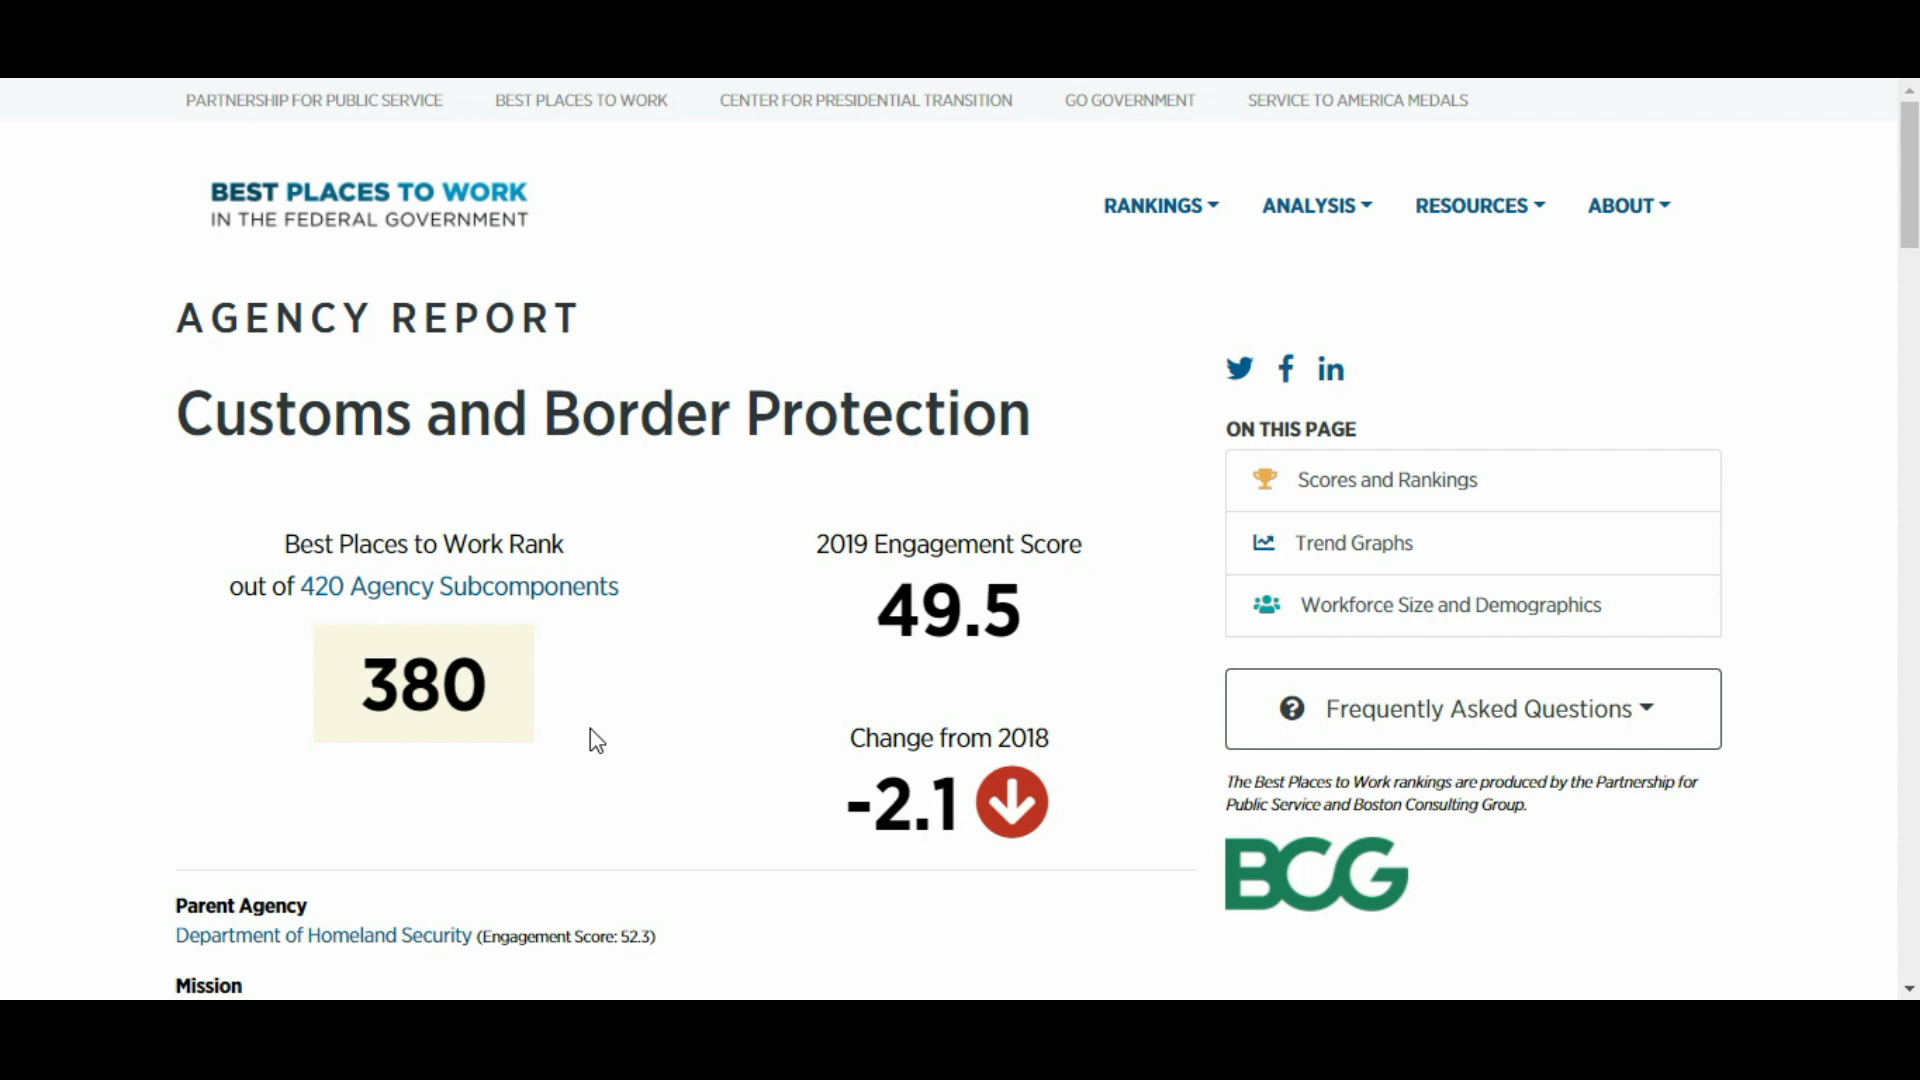 PARTNERSHIP FOR PUBLIC SERVICE BEST PLACES TO WORK CENTER FOR PRESIDENTIAL TRANSITION GO GOVERNMENT SERVICE TO AMERICA MEDALS
BEST PLACES TO WORK
IN THE FEDERAL GOVERNMENT
RANKINGS ANALYSIS RESOURCES ABOUT
AGENCY REPORT
Customs and Border Protection
Best Places to Work Rank
out of 420 Agency Subcomponents
380
2019 Engagement Score
49.5
Change from 2018
-2.1
Parent Agency
Department of Homeland Security (Engagement Score: 52.3)
Mission
ON THIS PAGE
Scores and Rankings
Trend Graphs
Workforce Size and Demographics
Frequently Asked Questions
The Best Places to Work rankings are produced by the Partnership for
Public Service and Boston Consulting Group.
BCG